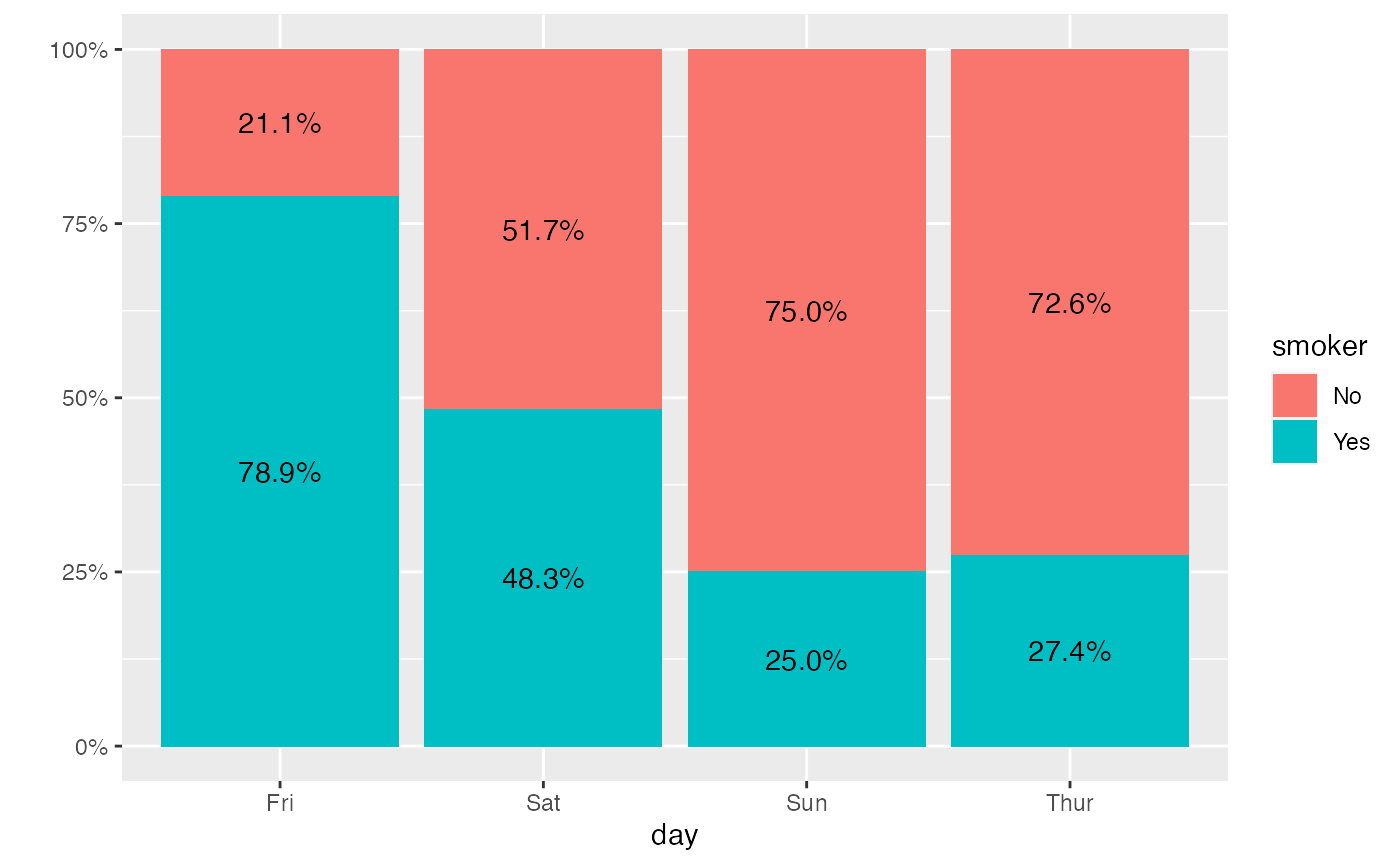 100%
75%
50%
25%
0%
21.1%
78.9%
51.7%
48.3%
75.0%
25.0%
72.6%
27.4%
Fri Sat Sun Thur
day
smoker
No
Yes